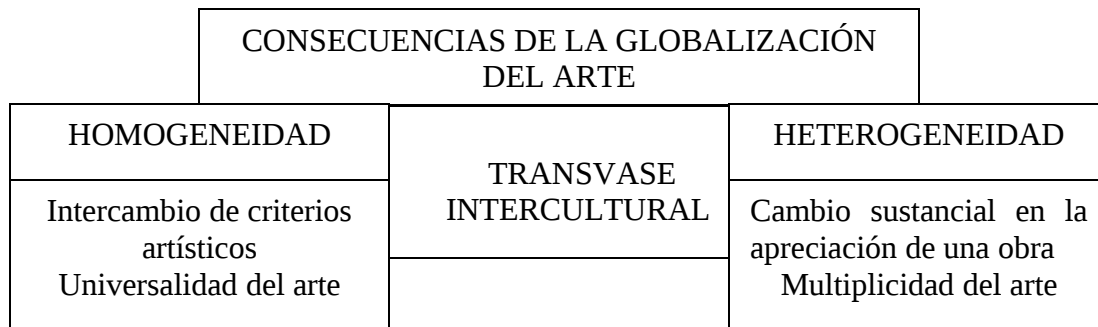 CONSECUENCIAS DE LA GLOBALIZACIÓN
DEL ARTE
HOMOGENEIDAD
Intercambio de criterios
artísticos
Universalidad del arte
TRANSVASE
INTERCULTURAL
HETEROGENEIDAD
Cambio sustancial en la
apreciación de una obra
Multiplicidad del arte